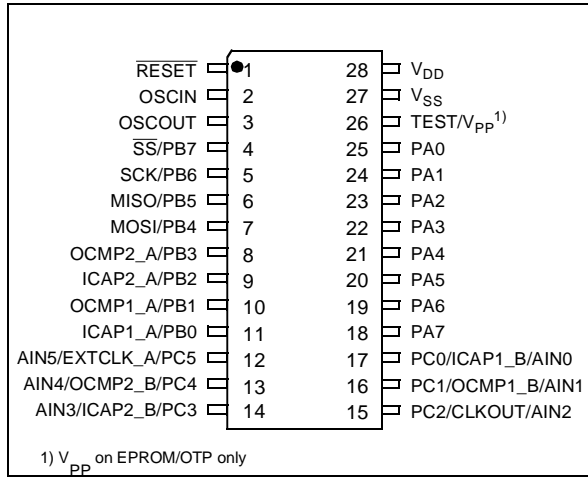 RESET 1 28 VDD
OSCIN 2 27 VSS
OSCOUT 3 26 TEST/VPP1)
SS/PB7 4 25 PA0
SCK/PB6 5 24 PA1
MISO/PB5 6 23 PA2
MOSI/PB4 7 22 PA3
OCMP2_A/PB3 8 21 PA4
ICAP2_A/PB2 9 20 PA5
OCMP1_A/PB1 10 19 PA6
ICAP1_A/PB0 11 18 PA7
AIN5/EXTCLK_A/PC5 12 17 PC0/ICAP1_B/AIN0
AIN4/OCMP2_B/PC4 13 16 PC1/OCMP1_B/AIN1
AIN3/ICAP2_B/PC3 14 15 PC2/CLKOUT/AIN2
1) VPP on EPROM/OTP only